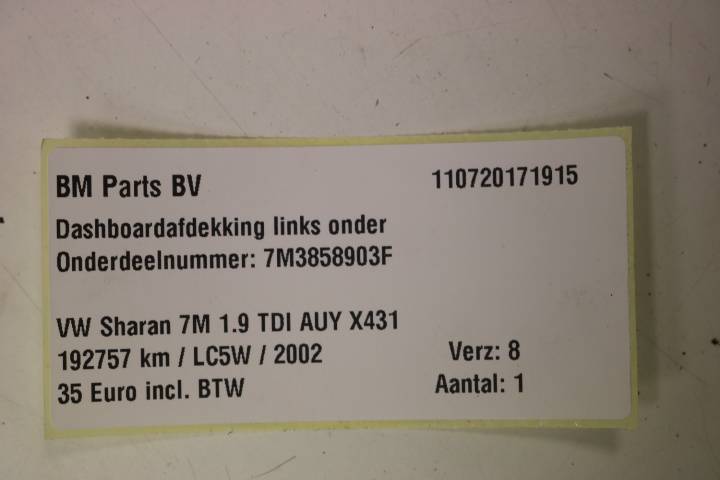 BM Parts BV 110720171915
Dashboardafdekking links onder
Onderdeelnummer: 7M3858903F
VW Sharan 7M 1.9 TDI AUY X431
192757 km / LC5W / 2002 Verz: 8
35 Euro incl. BTW Aantal: 1